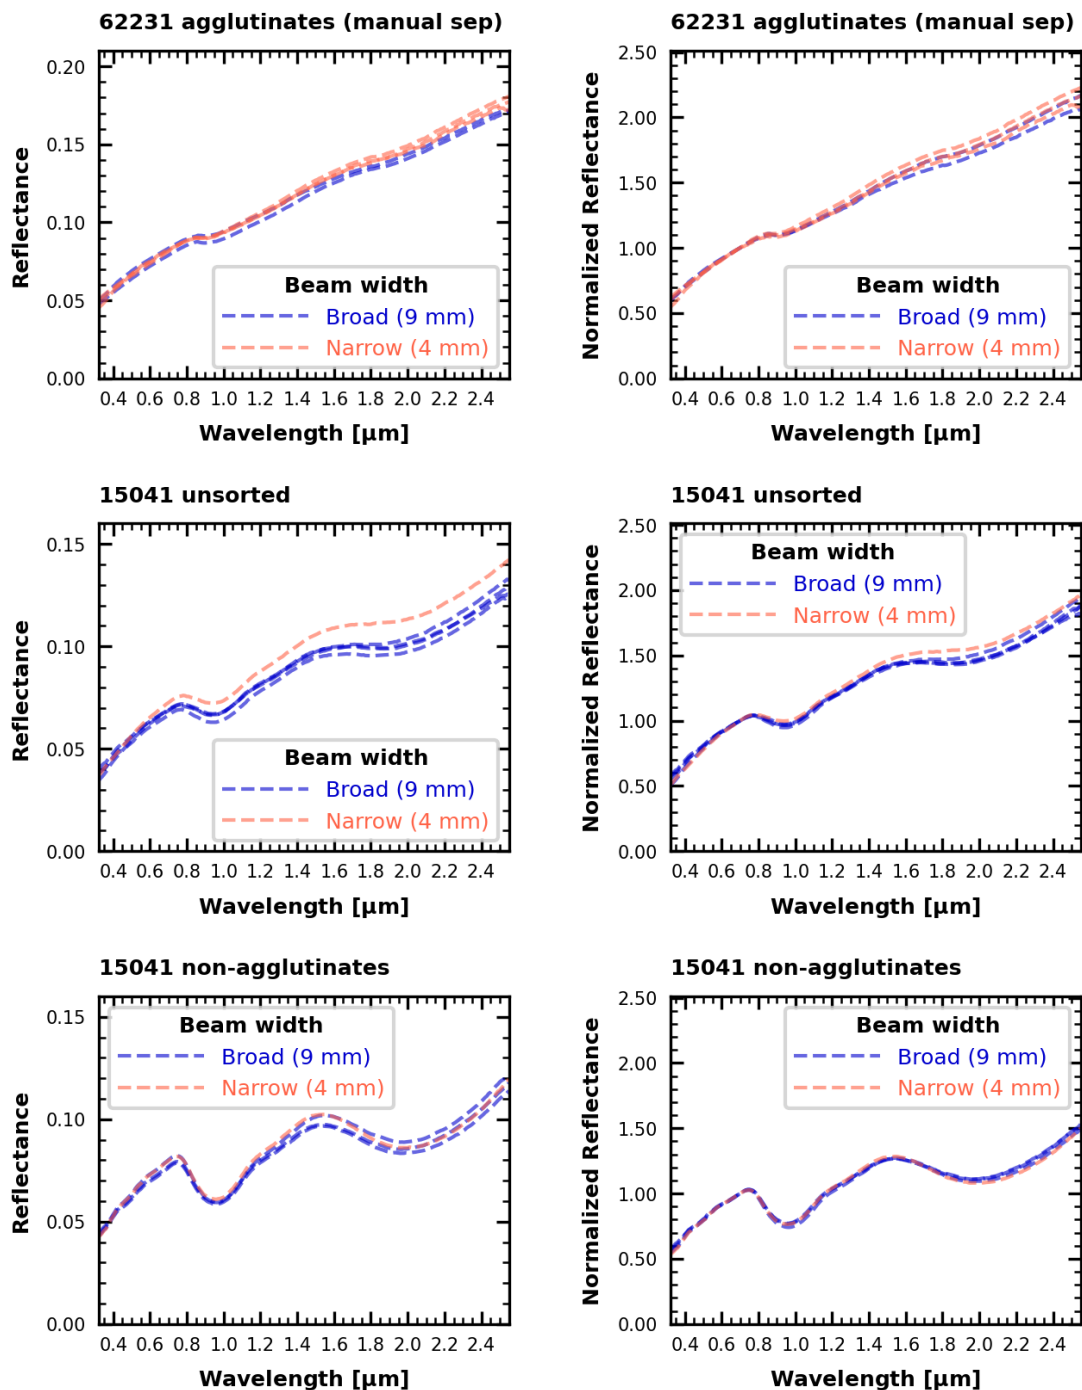 62231 agglutinates (manual sep)
Reflectance
0.20
0.15
0.10
0.05
0.00
Beam width
Broad (9 mm)
Narrow (4 mm)
0.4 0.6 0.8 1.0 1.2 1.4 1.6 1.8 2.0 2.2 2.4
Wavelength [µm]
62231 agglutinates (manual sep)
Normalized Reflectance
2.50
2.00
1.50
1.00
0.50
0.00
Beam width
Broad (9 mm)
Narrow (4 mm)
0.4 0.6 0.8 1.0 1.2 1.4 1.6 1.8 2.0 2.2 2.4
Wavelength [µm]
15041 unsorted
Reflectance
0.15
0.10
0.05
0.00
Beam width
Broad (9 mm)
Narrow (4 mm)
0.4 0.6 0.8 1.0 1.2 1.4 1.6 1.8 2.0 2.2 2.4
Wavelength [µm]
15041 unsorted
Normalized Reflectance
2.50
2.00
1.50
1.00
0.50
0.00
Beam width
Broad (9 mm)
Narrow (4 mm)
0.4 0.6 0.8 1.0 1.2 1.4 1.6 1.8 2.0 2.2 2.4
Wavelength [µm]
15041 non-agglutinates
Reflectance
0.15
0.10
0.05
0.00
Beam width
Broad (9 mm)
Narrow (4 mm)
0.4 0.6 0.8 1.0 1.2 1.4 1.6 1.8 2.0 2.2 2.4
Wavelength [µm]
15041 non-agglutinates
Normalized Reflectance
2.50
2.00
1.50
1.00
0.50
0.00
Beam width
Broad (9 mm)
Narrow (4 mm)
0.4 0.6 0.8 1.0 1.2 1.4 1.6 1.8 2.0 2.2 2.4
Wavelength [µm]